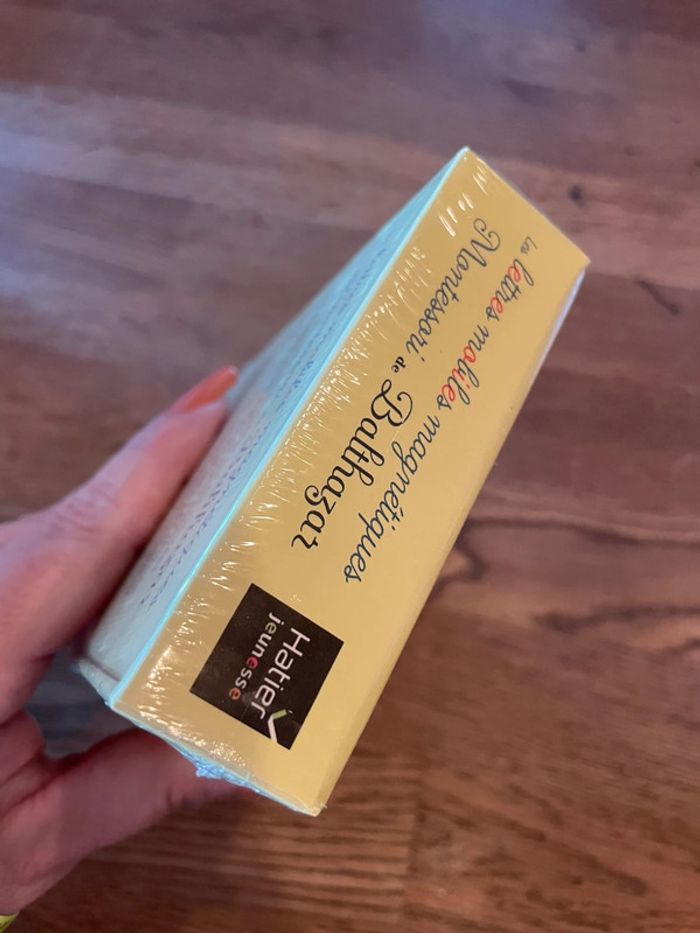 Les lettres mobiles magnétiques
Montessori de Balthazar
Hatier
jeunesse